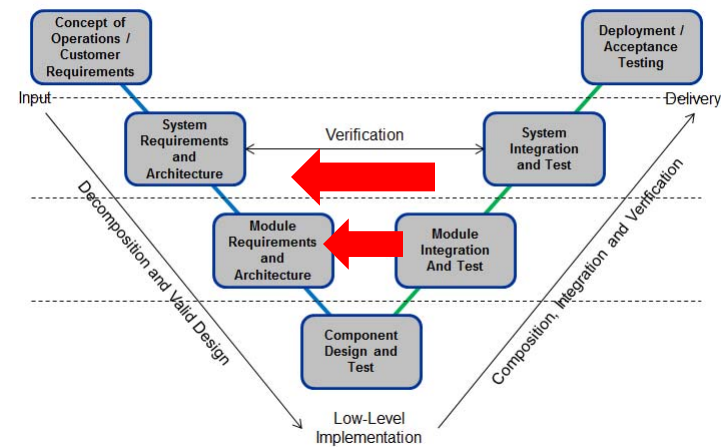 Concept of
Operations /
Customer
Requirements
Deployment /
Acceptance
Testing
Input
Delivery
System
Requirements
and
Architecture
Verification
System
Integration
and Test
Decomposition and Valid Design
Module
Requirements
and
Architecture
Module
Integration
And Test
Composition, Integration and Verification
Component
Design and
Test
Low-Level
Implementation